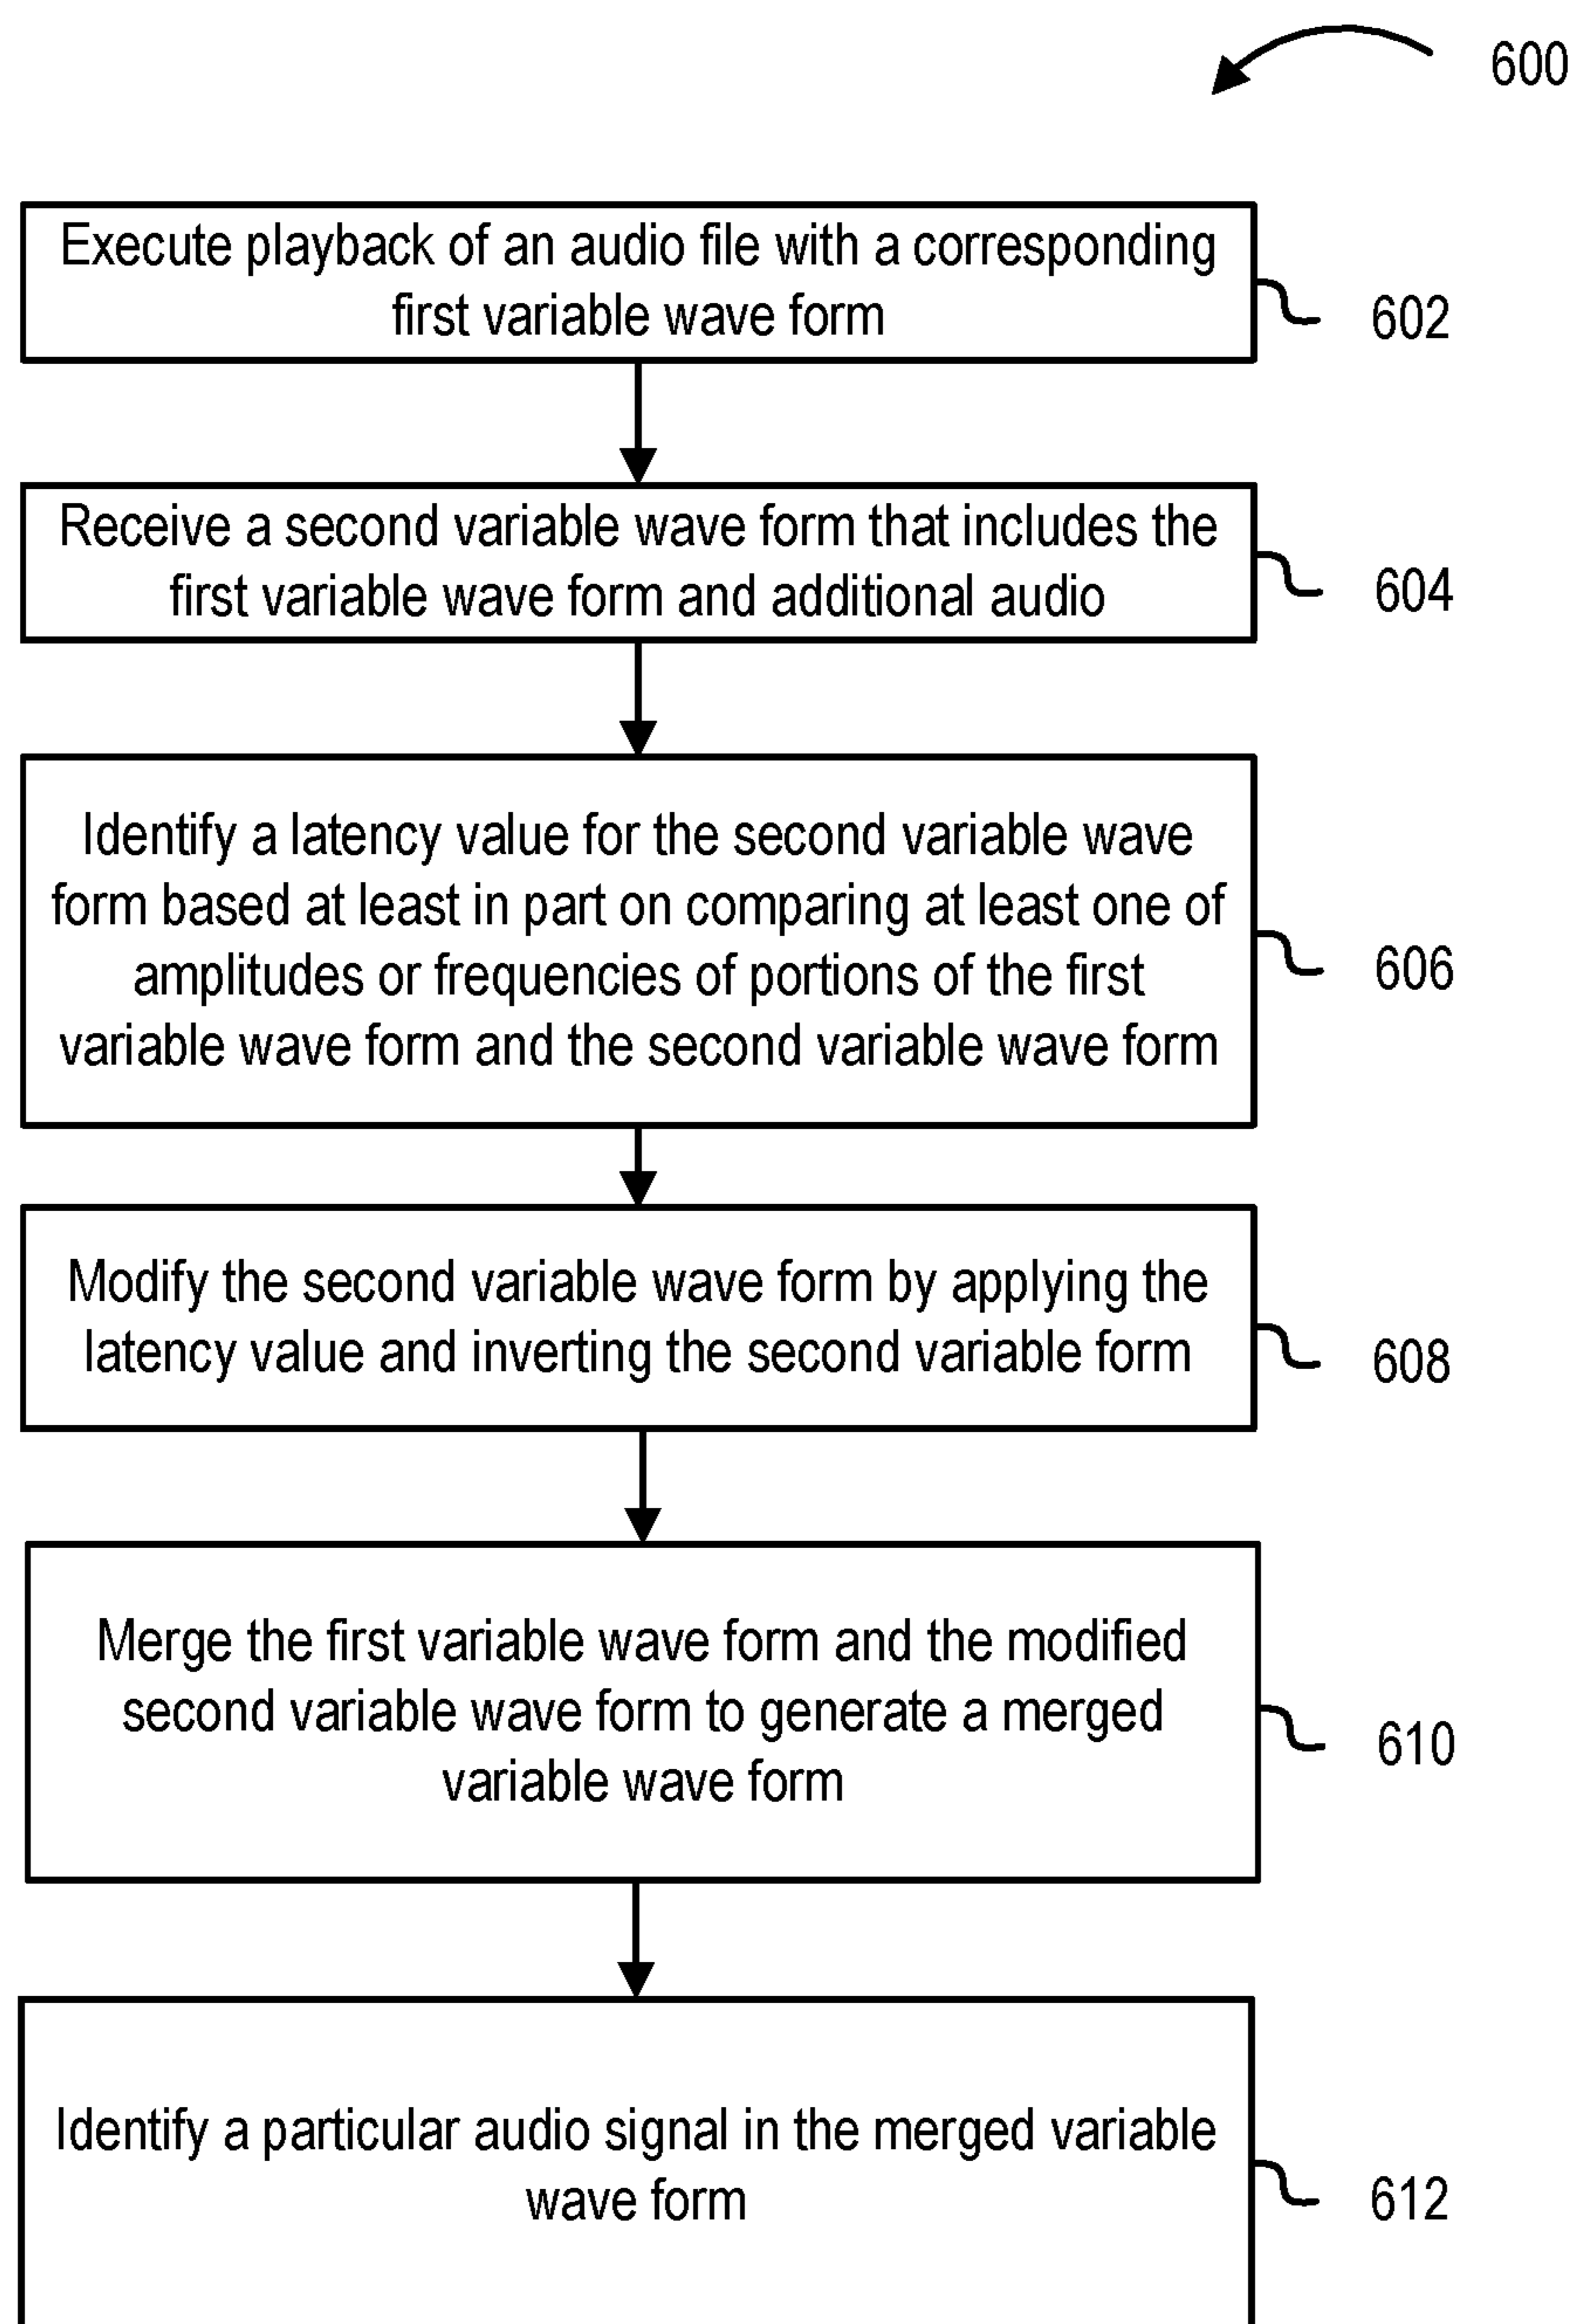 600
Execute playback of an audio file with a corresponding
first variable wave form
602
Receive a second variable wave form that includes the
first variable wave form and additional audio
604
Identify a latency value for the second variable wave
form based at least in part on comparing at least one of
amplitudes or frequencies of portions of the first
variable wave form and the second variable wave form
606
Modify the second variable wave form by applying the
latency value and inverting the second variable form
608
Merge the first variable wave form and the modified
second variable wave form to generate a merged
variable wave form
610
Identify a particular audio signal in the merged variable
wave form
612